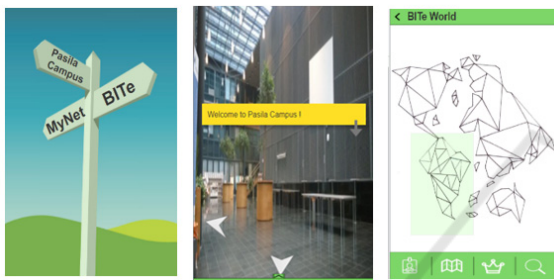 Pasila
Campus
BITe
MyNet
Welcome to Pasila Campus !
< BITe World